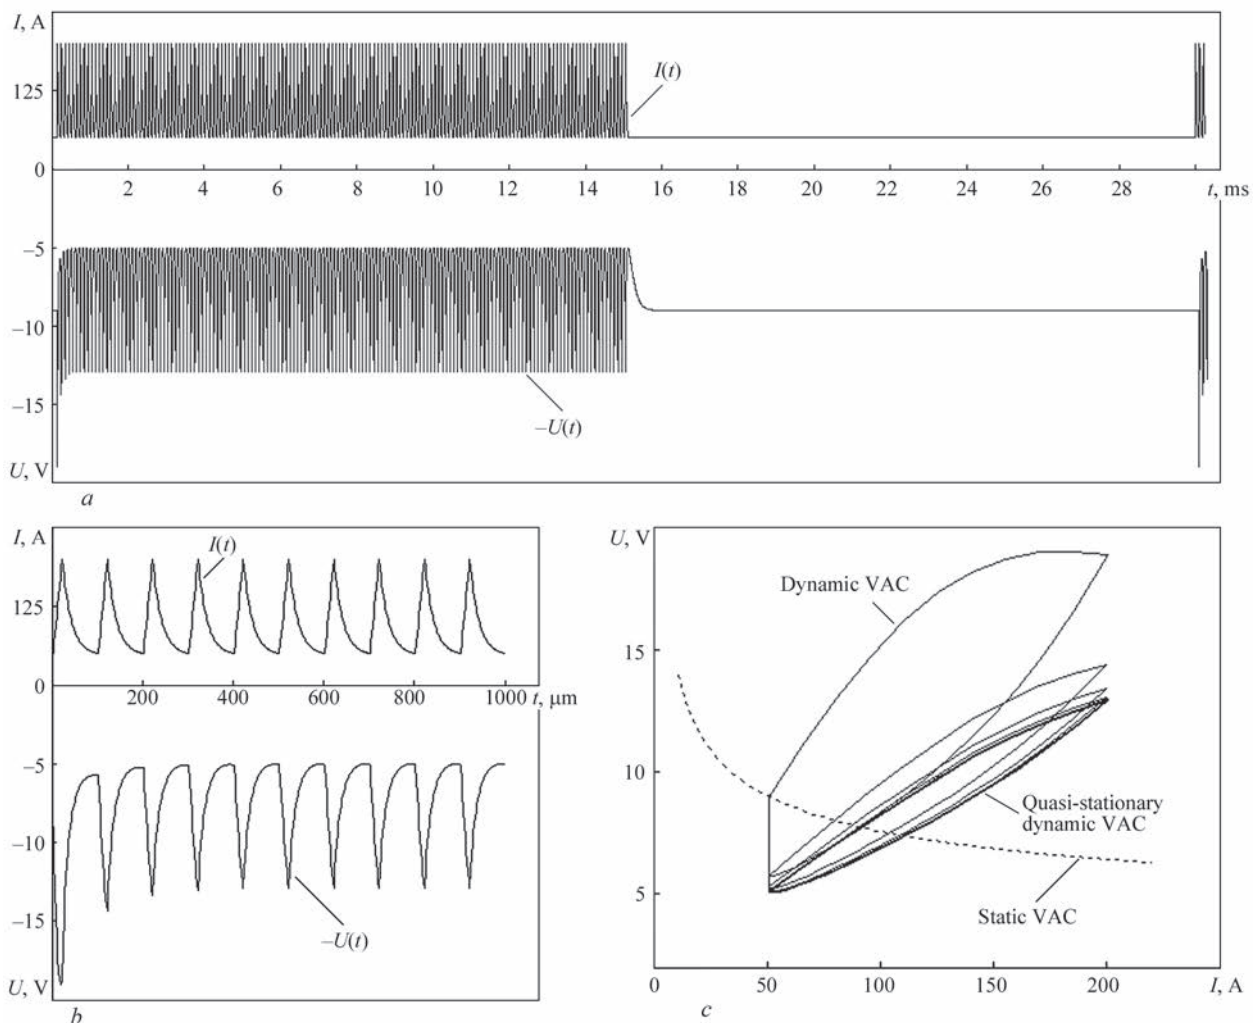 I, A
125
I(t)
0
2 4 6 8 10 12 14 16 18 20 22 24 26 28 t, ms
–5
–10
–15
–U(t)
U, V
a
I, A
I(t)
125
0
200 400 600 800 1000 t, μm
–5
–10
–15
–U(t)
U, V
b
U, V
Dynamic VAC
15
10
Quasi-stationary
dynamic VAC
5
Static VAC
0 50 100 150 200 I, A
c